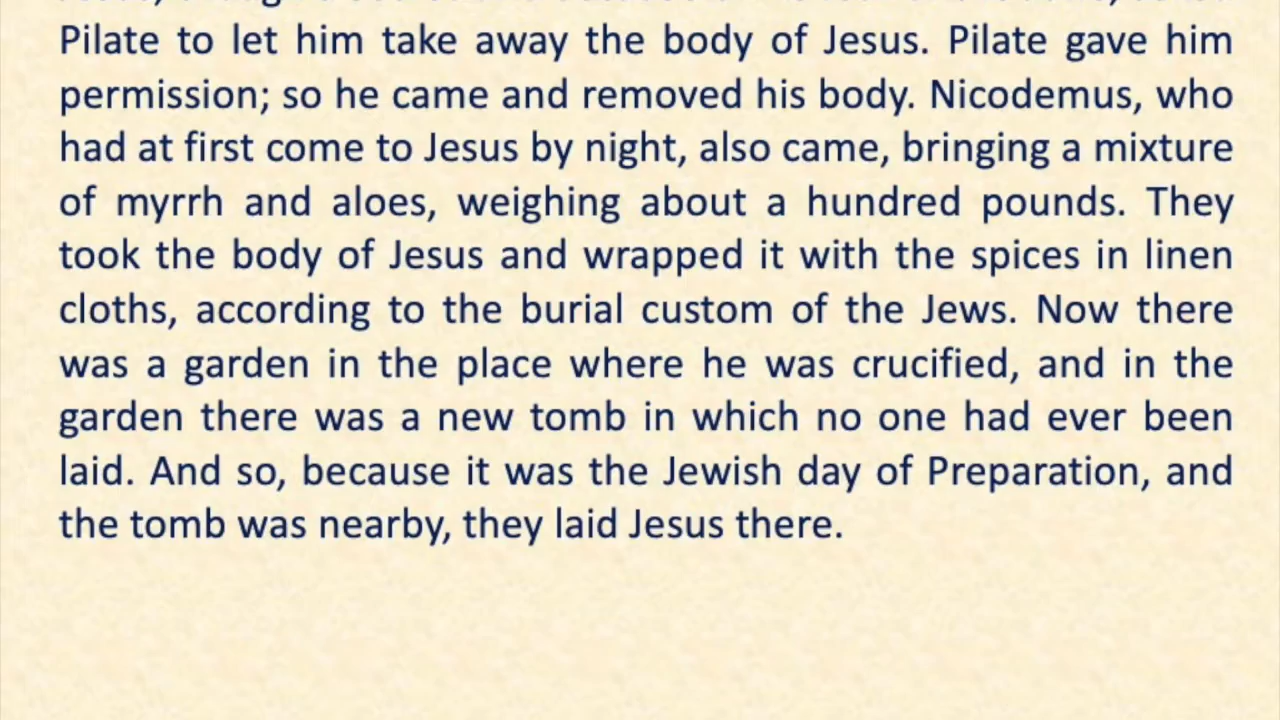 Pilate to let him take away the body of Jesus. Pilate gave him
permission; so he came and removed his body. Nicodemus, who
had at first come to Jesus by night, also came, bringing a mixture
of myrrh and aloes, weighing about a hundred pounds. They
took the body of Jesus and wrapped it with the spices in linen
cloths, according to the burial custom of the Jews. Now there
was a garden in the place where he was crucified, and in the
garden there was a new tomb in which no one had ever been
laid. And so, because it was the Jewish day of Preparation, and
the tomb was nearby, they laid Jesus there.